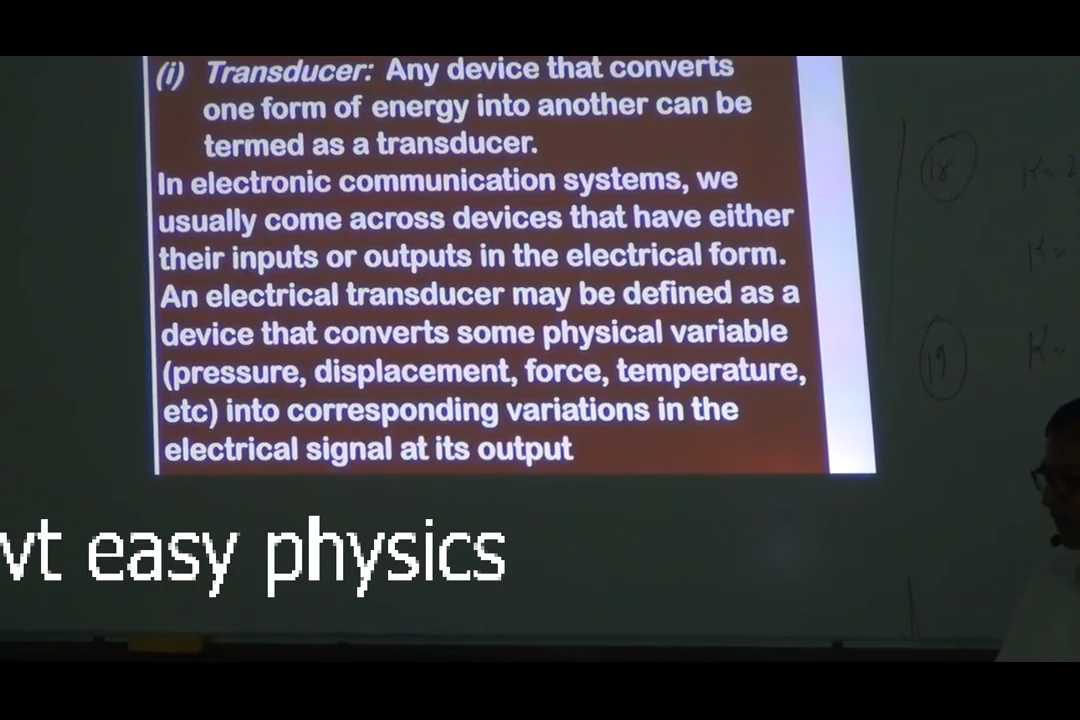 (i) Transducer: Any device that converts
one form of energy into another can be
termed as a transducer.
In electronic communication systems, we
usually come across devices that have either
their inputs or outputs in the electrical form.
An electrical transducer may be defined as a
device that converts some physical variable
(pressure, displacement, force, temperature,
etc) into corresponding variations in the
electrical signal at its output
18 K= 2
K=
19 K=
vt easy physics